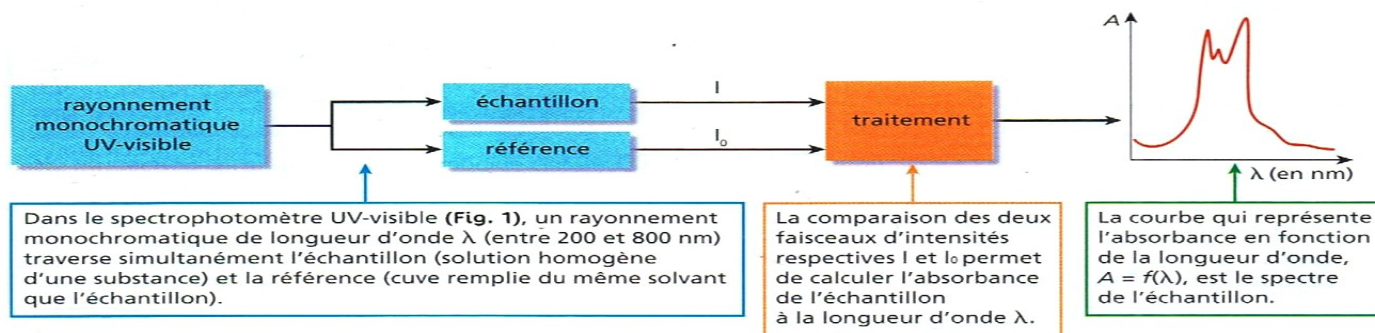 rayonnement
monochromatique
UV-visible
échantillon
référence
I
I₀
traitement
A
λ (en nm)
Dans le spectrophotomètre UV-visible (Fig. 1), un rayonnement
monochromatique de longueur d'onde λ (entre 200 et 800 nm)
traverse simultanément l'échantillon (solution homogène
d'une substance) et la référence (cuve remplie du même solvant
que l'échantillon).
La comparaison des deux
faisceaux d'intensités
respectives I et I₀ permet
de calculer l'absorbance
de l'échantillon
à la longueur d'onde λ.
La courbe qui représente
l'absorbance en fonction
de la longueur d'onde,
A = f(λ), est le spectre
de l'échantillon.